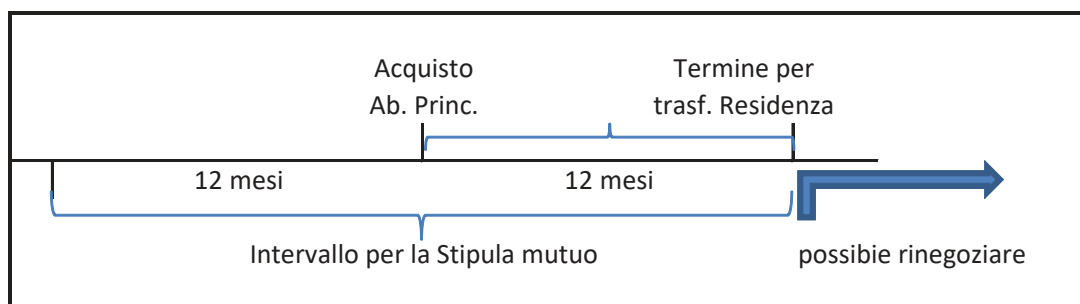 Acquisto
Ab. Princ.
Termine per
trasf. Residenza
12 mesi
12 mesi
Intervallo per la Stipula mutuo
possibie rinegoziare